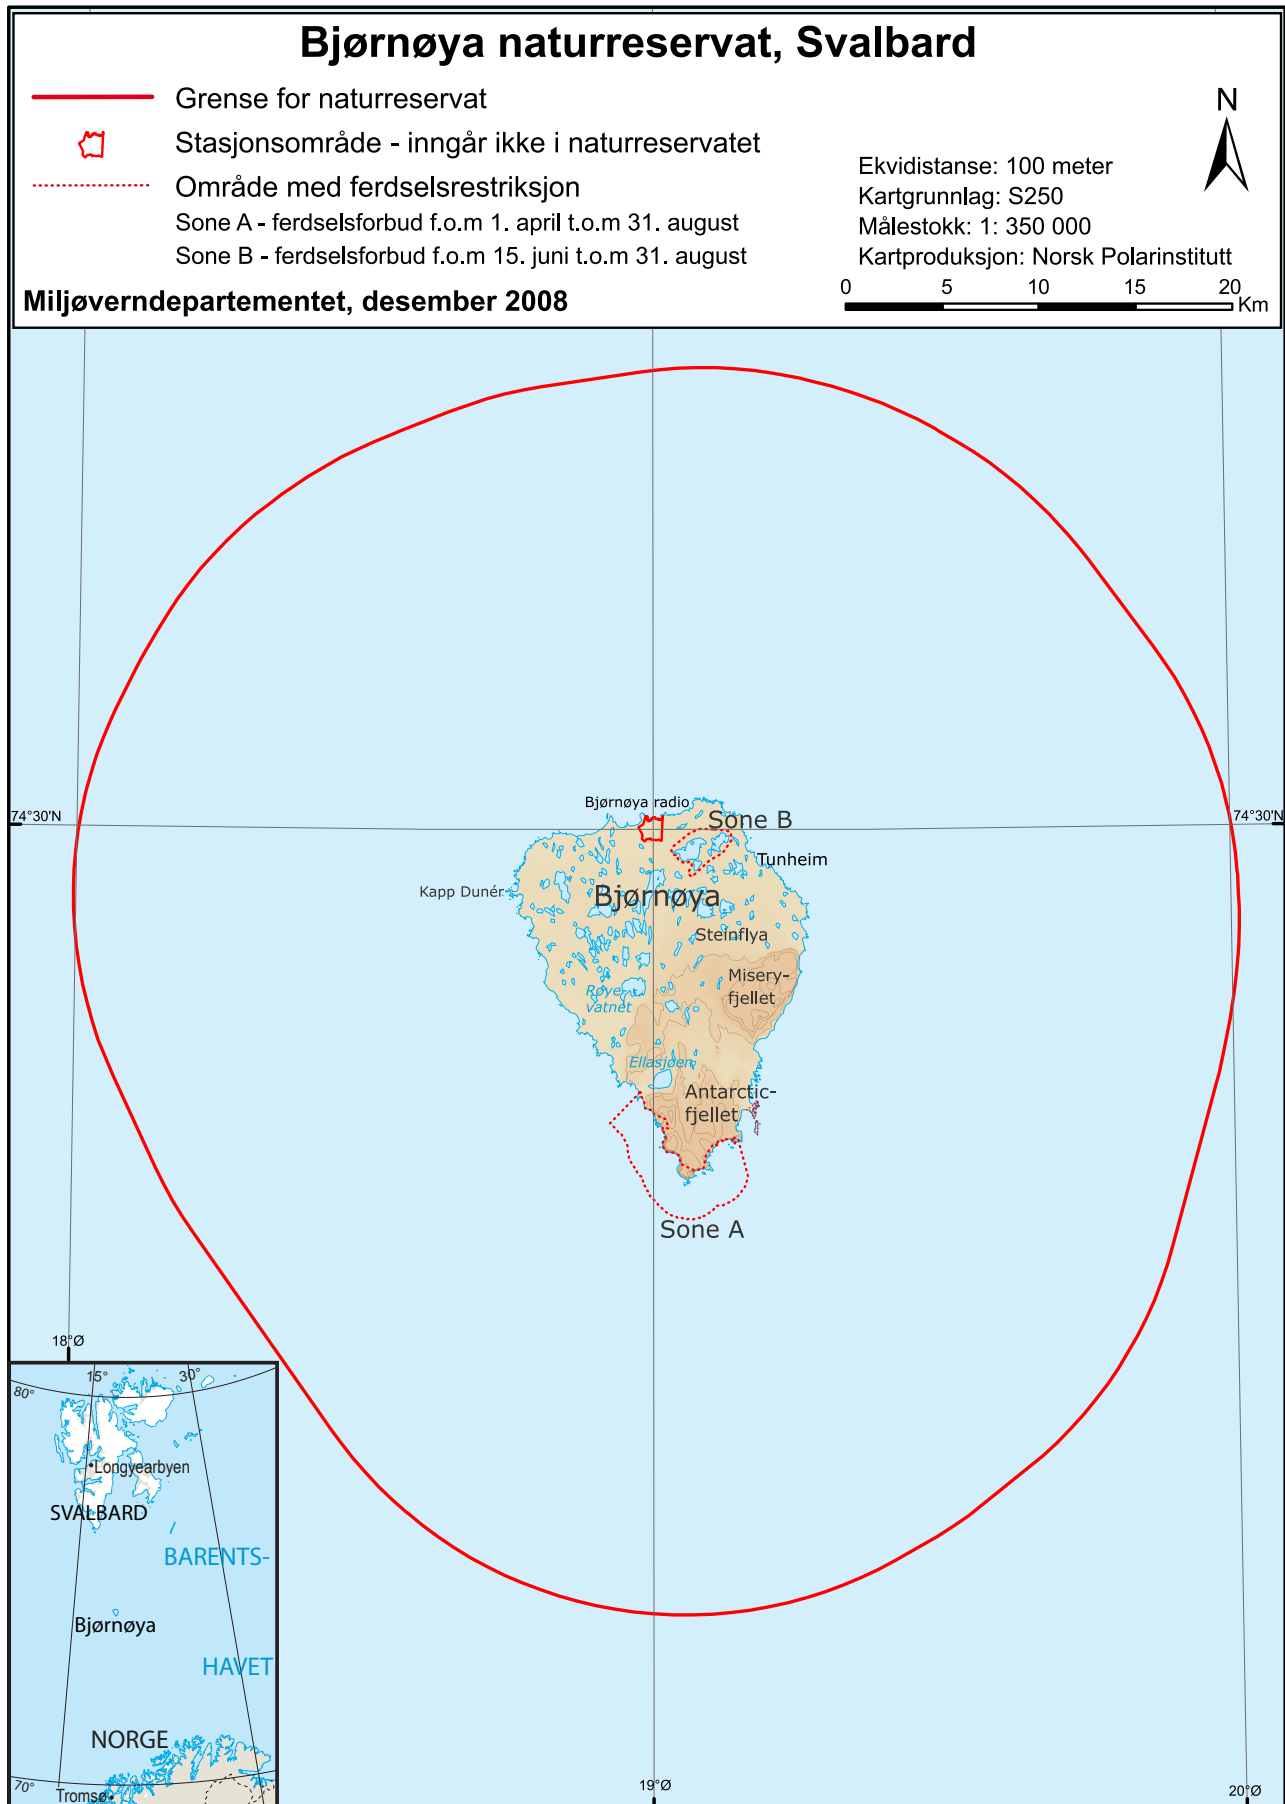 Bjørnøya naturreservat, Svalbard
Grense for naturreservat
Stasjonsområde - inngår ikke i naturreservatet
Område med ferdselsrestriksjon
Sone A - ferdselsforbud f.o.m 1. april t.o.m 31. august
Sone B - ferdselsforbud f.o.m 15. juni t.o.m 31. august
Miljøverndepartementet, desember 2008
N
Ekvidistanse: 100 meter
Kartgrunnlag: S250
Målestokk: 1: 350 000
Kartproduksjon: Norsk Polarinstitutt
0 5 10 15 20
Km
74°30'N
74°30'N
Bjørnøya radio
Sone B
Tunheim
Kapp Dunér
Bjørnøya
Steinflya
Misery-
fjellet
Røye-
vatnet
Ellasjøen
Antarctic-
fjellet
Sone A
18°Ø
15° 30°
80°
Longyearbyen
SVALBARD
BARENTS-
Bjørnøya
HAVET
NORGE
70°
Tromsø
19°Ø
20°Ø